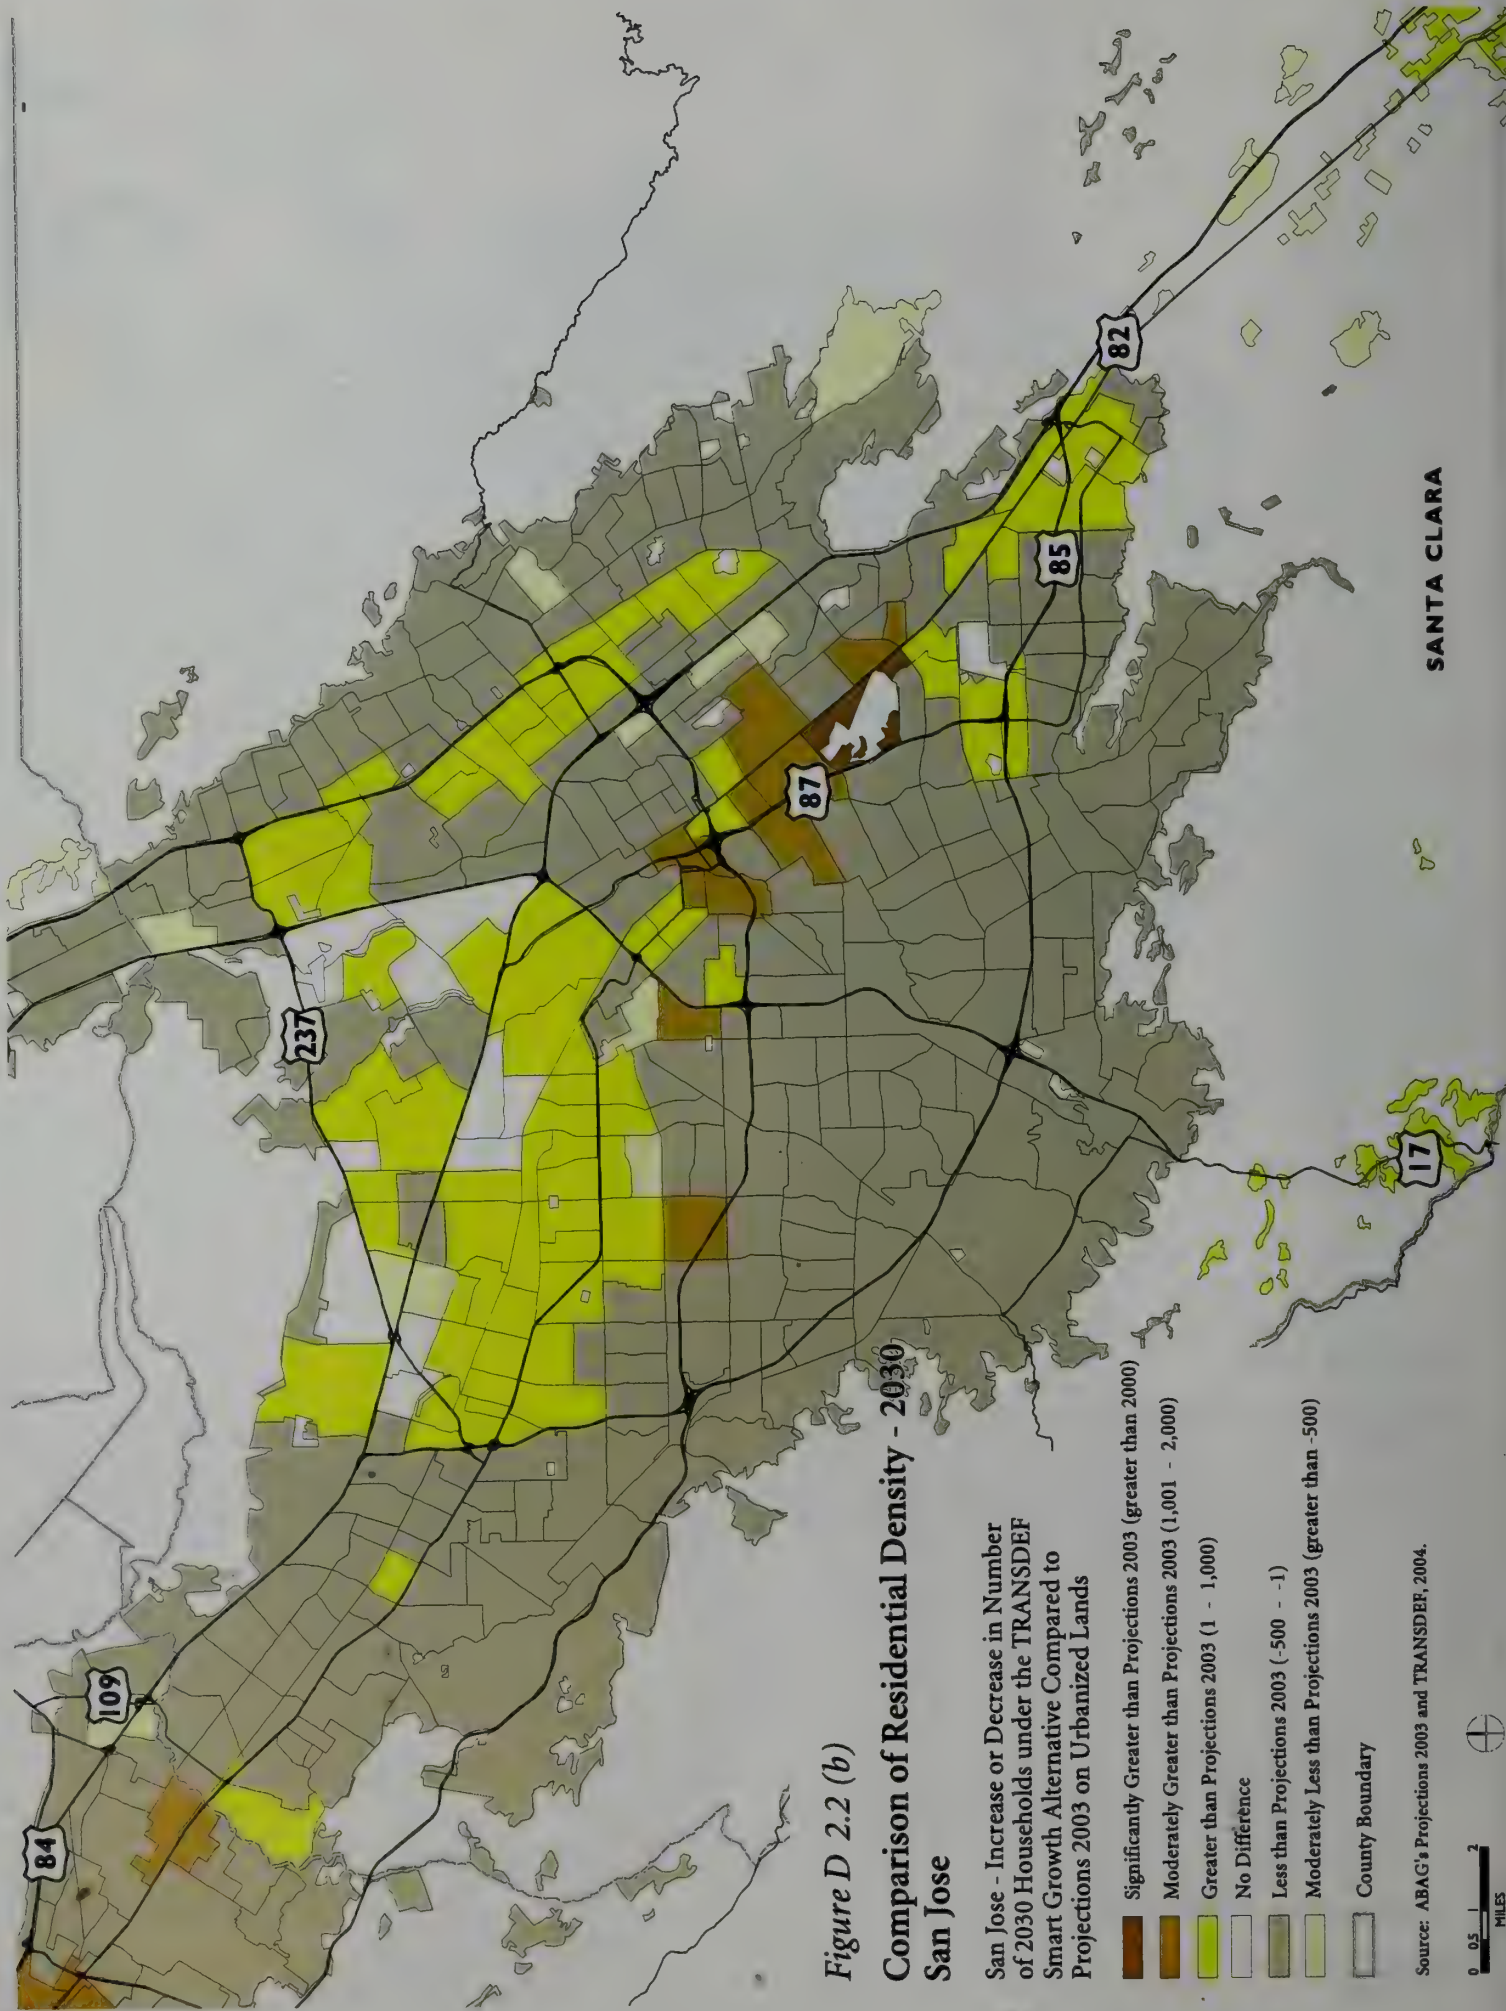 Figure D 2.2 (b)
Comparison of Residential Density - 2030
San Jose
San Jose - Increase or Decrease in Number
of 2030 Households under the TRANSDEF
Smart Growth Alternative Compared to
Projections 2003 on Urbanized Lands
Significantly Greater than Projections 2003 (greater than 2000)
Moderately Greater than Projections 2003 (1,001 - 2,000)
Greater than Projections 2003 (1 - 1,000)
No Difference
Less than Projections 2003 (-500 - -1)
Moderately Less than Projections 2003 (greater than -500)
County Boundary
Source: ABAG's Projections 2003 and TRANSDEF, 2004.
0 0.5 1 2
MILES
84
109
237
87
85
82
17
SANTA CLARA